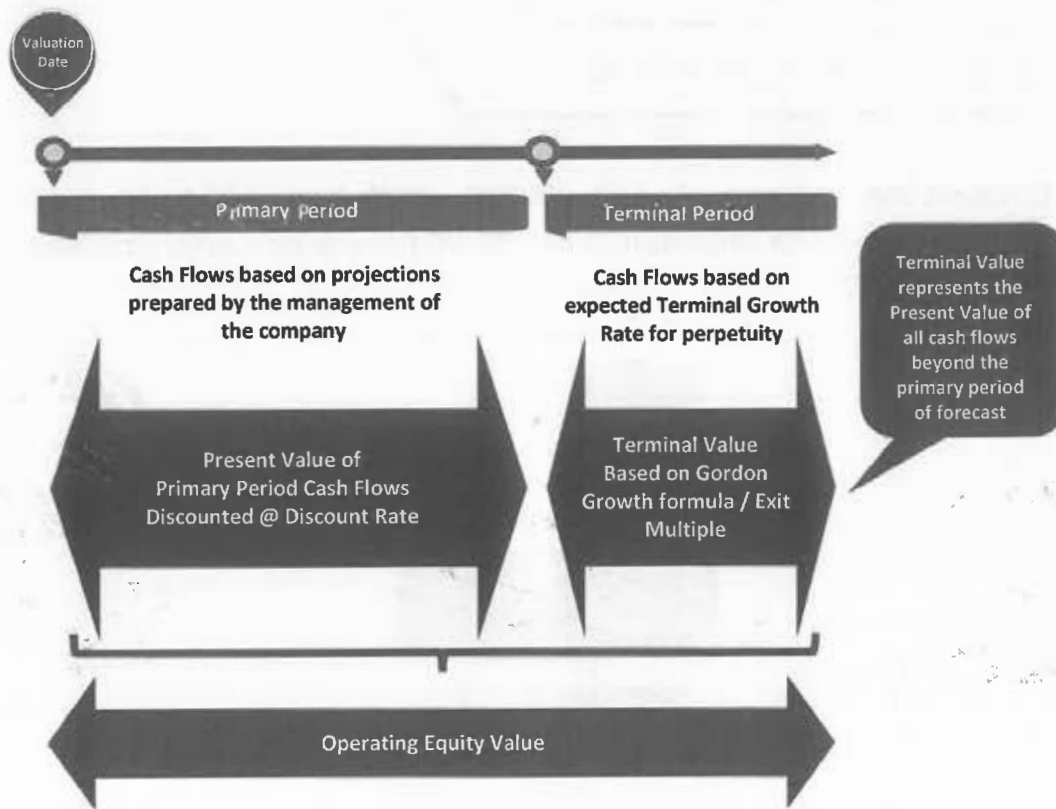 Valuation
Date
Primary Period
Terminal Period
Cash Flows based on projections
prepared by the management of
the company
Cash Flows based on
expected Terminal Growth
Rate for perpetuity
Terminal Value
represents the
Present Value of
all cash flows
beyond the
primary period
of forecast
Present Value of
Primary Period Cash Flows
Discounted @ Discount Rate
Terminal Value
Based on Gordon
Growth formula / Exit
Multiple
Operating Equity Value